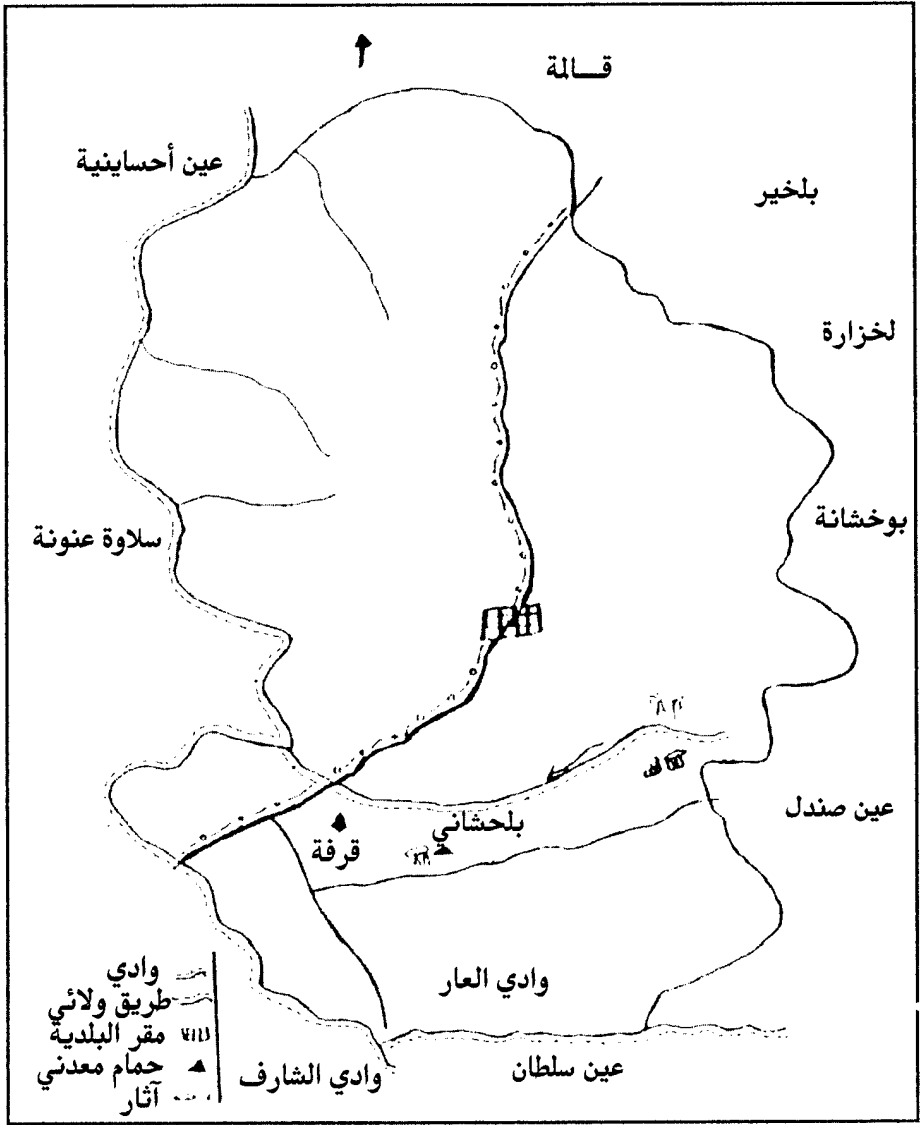 قـــالمة
عين أحساينية
بلخير
لخزارة
بوخشانة
سلاوة عنونة
عين صندل
بلحشاني
قرفة
وادي العار
وادي الشارف
عين سلطان
وادي
طريق ولائي
مقر البلدية
حمام معدني
آثار